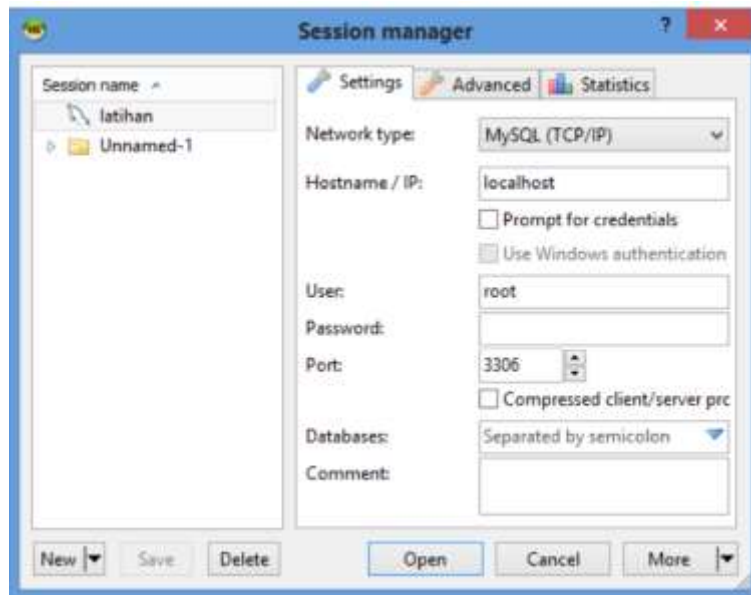 Session manager
?
Session name
latihan
Unnamed-1
Settings
Advanced
Statistics
Network type:
MySQL (TCP/IP)
Hostname / IP:
localhost
Prompt for credentials
Use Windows authentication
User:
root
Password:
Port:
3306
Compressed client/server prc
Databases:
Separated by semicolon
Comment:
New
Save
Delete
Open
Cancel
More